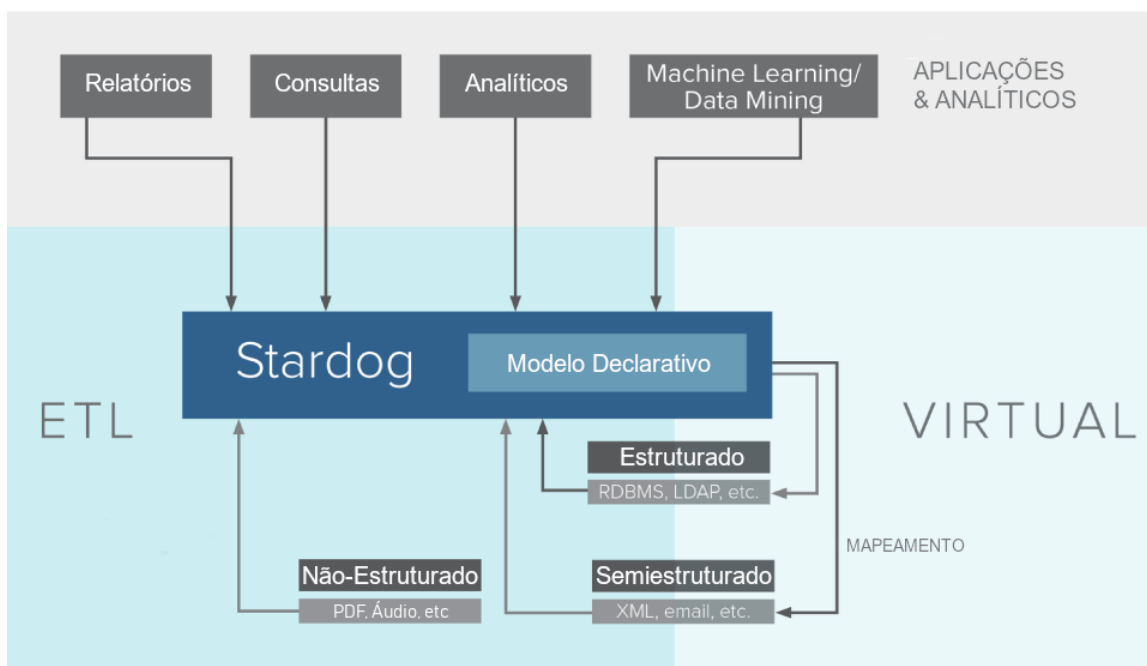 Relatórios
Consultas
Analíticos
Machine Learning/
Data Mining
APLICAÇÕES
& ANALÍTICOS
Stardog
Modelo Declarativo
ETL
VIRTUAL
Estruturado
RDBMS, LDAP, etc.
MAPEAMENTO
Não-Estruturado
PDF, Áudio, etc
Semiestruturado
XML, email, etc.